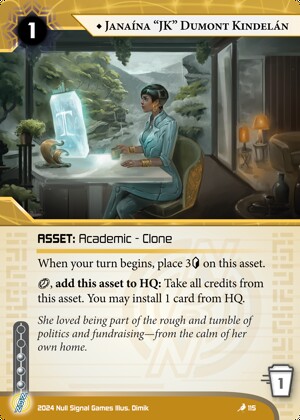 1
♦ Janaína “JK” Dumont Kindelán
T
ASSET: Academic - Clone
When your turn begins, place 3 on this asset.
, add this asset to HQ: Take all credits from
this asset. You may install 1 card from HQ.
She loved being part of the rough and tumble of
politics and fundraising—from the calm of her
own home.
1
2024 Null Signal Games Illus. Dimik
115